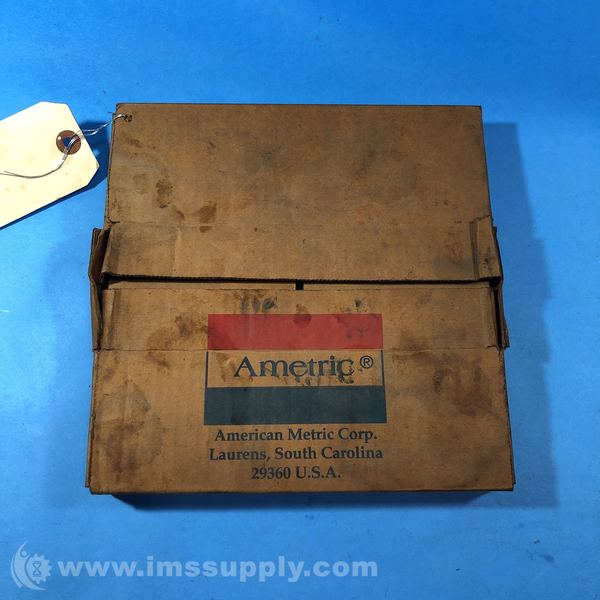 Ametric®
American Metric Corp.
Laurens, South Carolina
29360 U.S.A.
www.imssupply.com